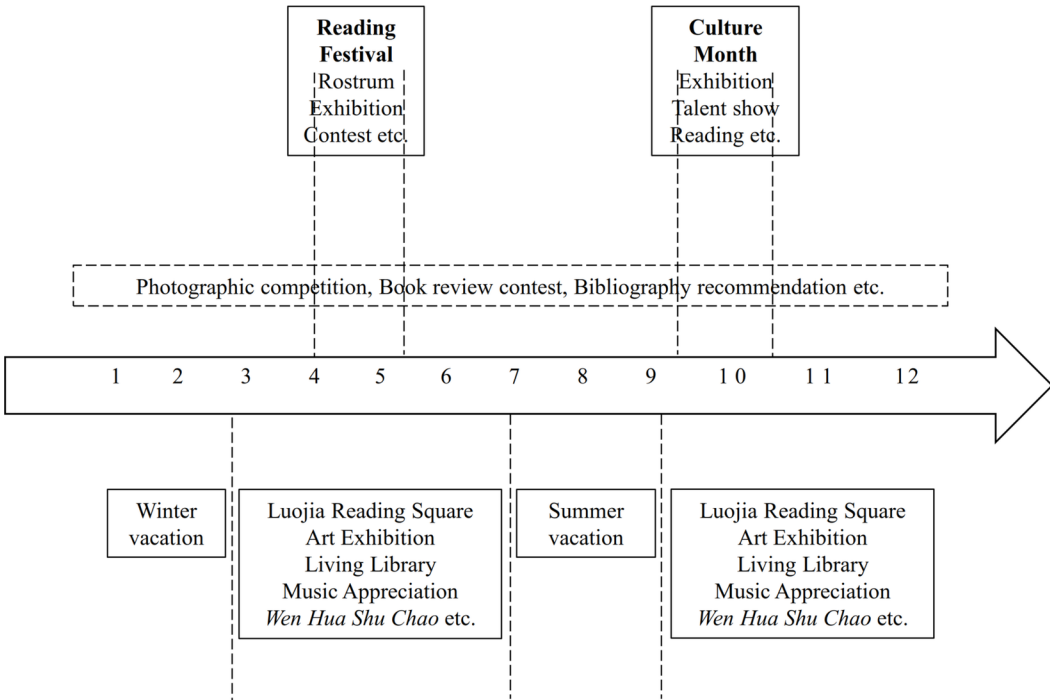 Reading
Festival
Rostrum
Exhibition
Contest etc.
Culture
Month
Exhibition
Talent show
Reading etc.
Photographic competition, Book review contest, Bibliography recommendation etc.
1 2 3 4 5 6 7 8 9 10 11 12
Winter
vacation
Luojia Reading Square
Art Exhibition
Living Library
Music Appreciation
Wen Hua Shu Chao etc.
Summer
vacation
Luojia Reading Square
Art Exhibition
Living Library
Music Appreciation
Wen Hua Shu Chao etc.